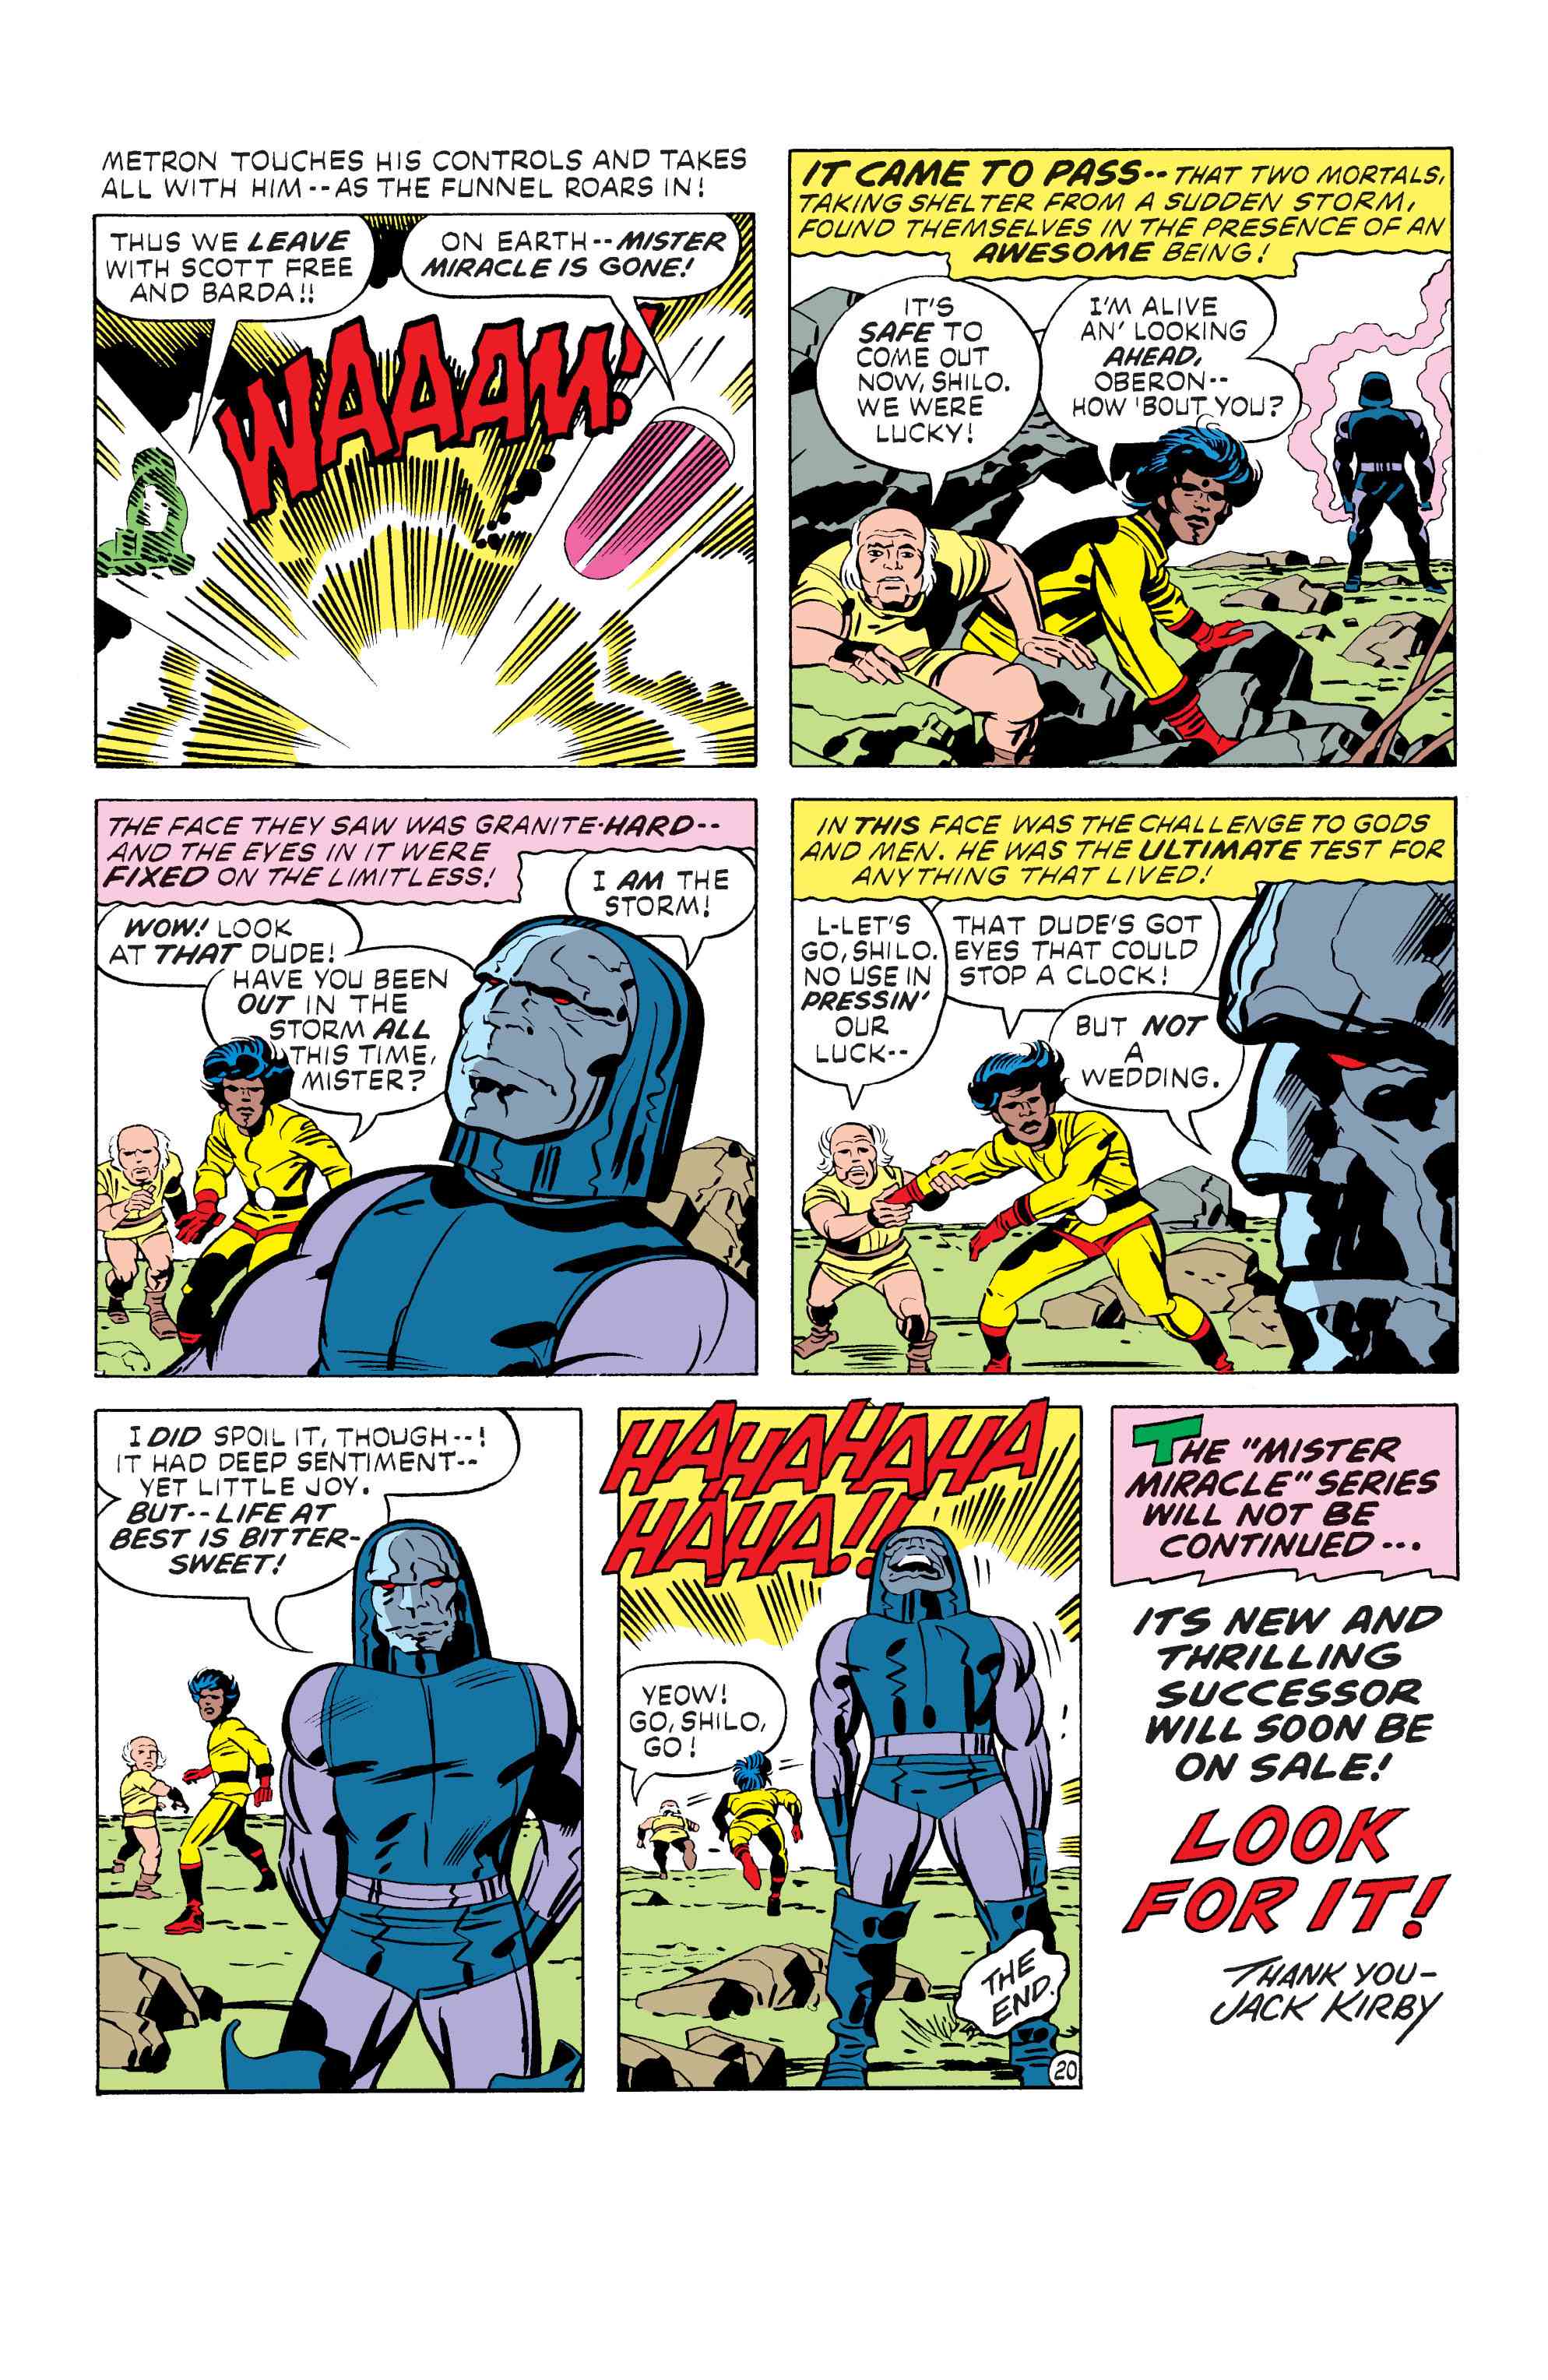 METRON TOUCHES HIS CONTROLS AND TAKES
ALL WITH HIM--AS THE FUNNEL ROARS IN!
THUS WE LEAVE
WITH SCOTT FREE
AND BARDA!!
ON EARTH--MISTER
MIRACLE IS GONE!
WAAAM!
IT CAME TO PASS--THAT TWO MORTALS,
TAKING SHELTER FROM A SUDDEN STORM,
FOUND THEMSELVES IN THE PRESENCE OF AN
AWESOME BEING!
IT'S
SAFE TO
COME OUT
NOW, SHILO.
WE WERE
LUCKY!
I'M ALIVE
AN' LOOKING
AHEAD,
OBERON--
HOW 'BOUT YOU?
THE FACE THEY SAW WAS GRANITE-HARD--
AND THE EYES IN IT WERE
FIXED ON THE LIMITLESS!
WOW! LOOK
AT THAT DUDE!
HAVE YOU BEEN
OUT IN THE
STORM ALL
THIS TIME,
MISTER?
I AM THE
STORM!
IN THIS FACE WAS THE CHALLENGE TO GODS
AND MEN. HE WAS THE ULTIMATE TEST FOR
ANYTHING THAT LIVED!
L-LET'S
GO, SHILO.
NO USE IN
PRESSIN'
OUR
LUCK--
THAT DUDE'S GOT
EYES THAT COULD
STOP A CLOCK!
BUT NOT
A
WEDDING.
I DID SPOIL IT, THOUGH--!
IT HAD DEEP SENTIMENT--
YET LITTLE JOY.
BUT--LIFE AT
BEST IS BITTER-
SWEET!
HAHAHAHA
HAHA!!
YEOW!
GO, SHILO,
GO!
THE
END.
20
THE "MISTER
MIRACLE" SERIES
WILL NOT BE
CONTINUED...
ITS NEW AND
THRILLING
SUCCESSOR
WILL SOON BE
ON SALE!
LOOK
FOR IT!
THANK YOU-
JACK KIRBY